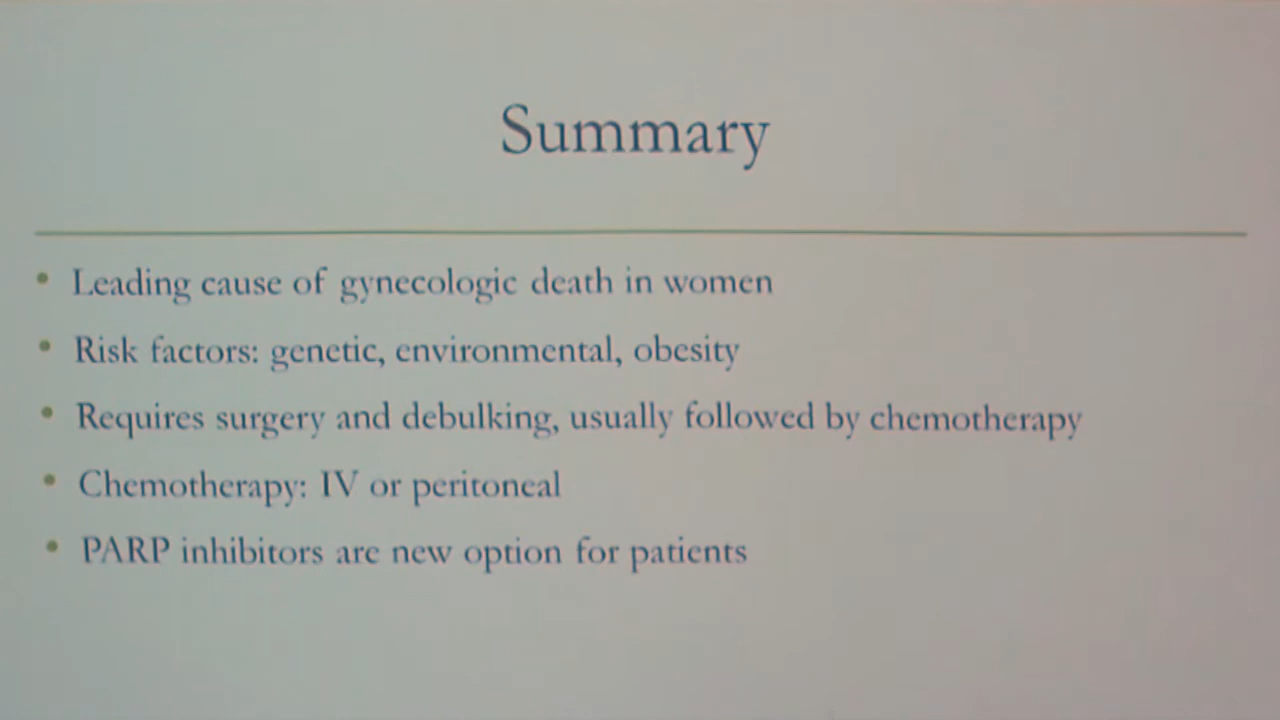 Summary
• Leading cause of gynecologic death in women
• Risk factors: genetic, environmental, obesity
• Requires surgery and debulking, usually followed by chemotherapy
• Chemotherapy: IV or peritoneal
• PARP inhibitors are new option for patients